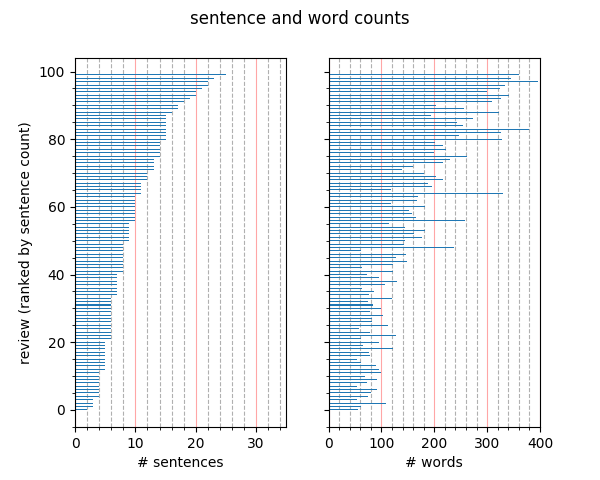 sentence and word counts
100
80
60
40
20
0
review (ranked by sentence count)
0 10 20 30
# sentences
0 100 200 300 400
# words